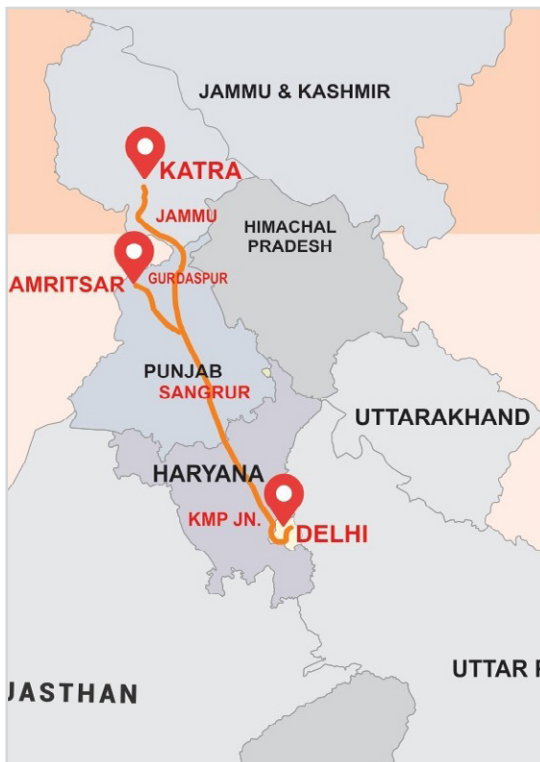 JAMMU & KASHMIR
KATRA
JAMMU
HIMACHAL
PRADESH
GURDASPUR
AMRITSAR
PUNJAB
SANGRUR
UTTARAKHAND
HARYANA
KMP JN.
DELHI
UTTAR P
JASTHAN